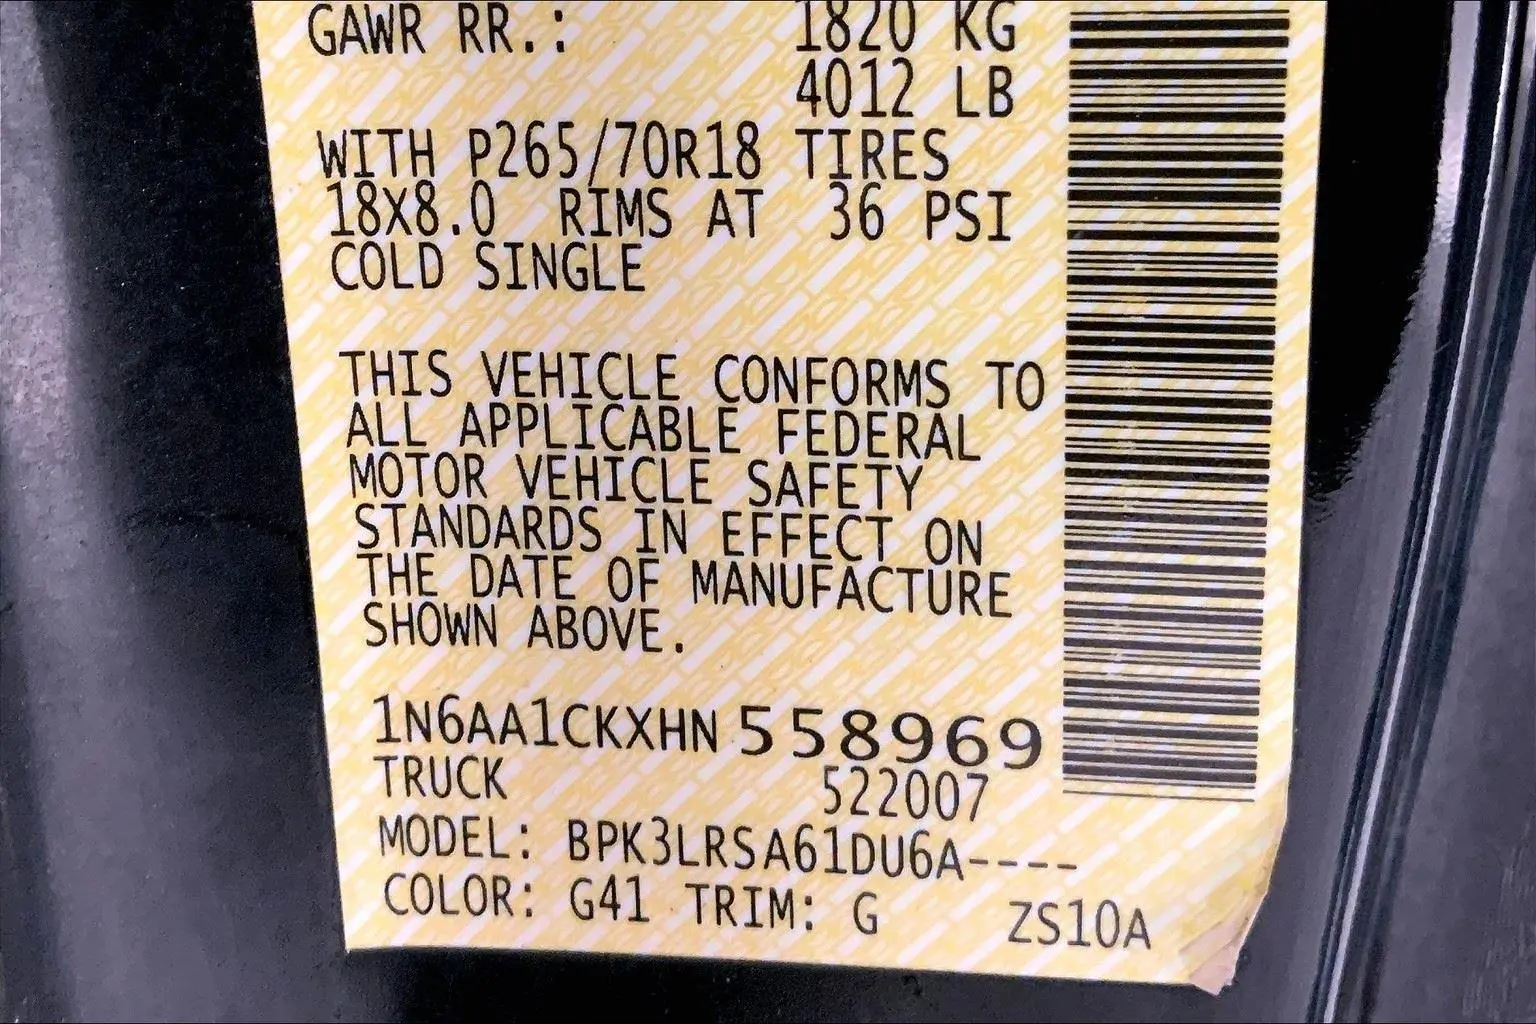 GAWR RR.: 1820 KG
4012 LB
WITH P265/70R18 TIRES
18X8.0 RIMS AT 36 PSI
COLD SINGLE
THIS VEHICLE CONFORMS TO
ALL APPLICABLE FEDERAL
MOTOR VEHICLE SAFETY
STANDARDS IN EFFECT ON
THE DATE OF MANUFACTURE
SHOWN ABOVE.
1N6AA1CKXHN558969
TRUCK 522007
MODEL: BPK3LRSA61DU6A----
COLOR: G41 TRIM: G ZS10A